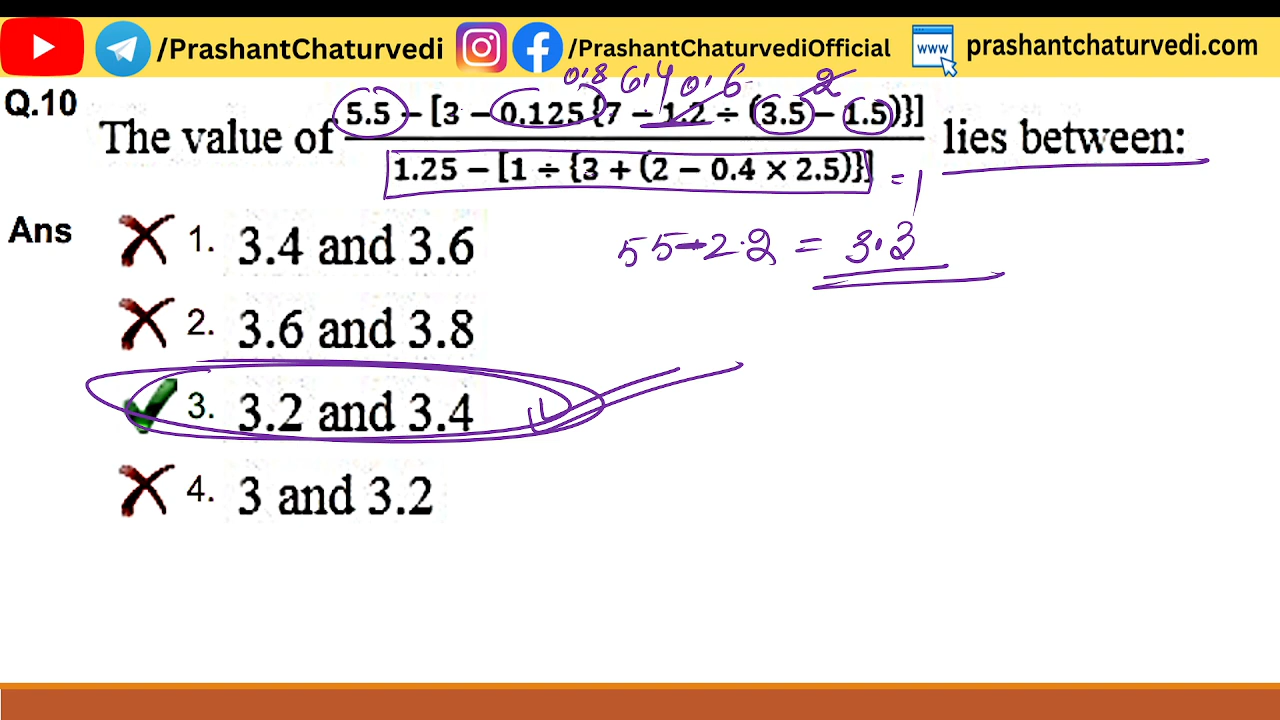 /PrashantChaturvedi /PrashantChaturvediOfficial www prashantchaturvedi.com
0.8 6.4 0.6 2
Q.10
The value of
5.5 − [3 − 0.125{7 − 1.2 ÷ (3.5 − 1.5)}]
1.25 − [1 ÷ {3 + (2 − 0.4 × 2.5)}]
lies between:
= 1
Ans
1. 3.4 and 3.6
55-2.2 = 3.3
2. 3.6 and 3.8
3. 3.2 and 3.4
4. 3 and 3.2